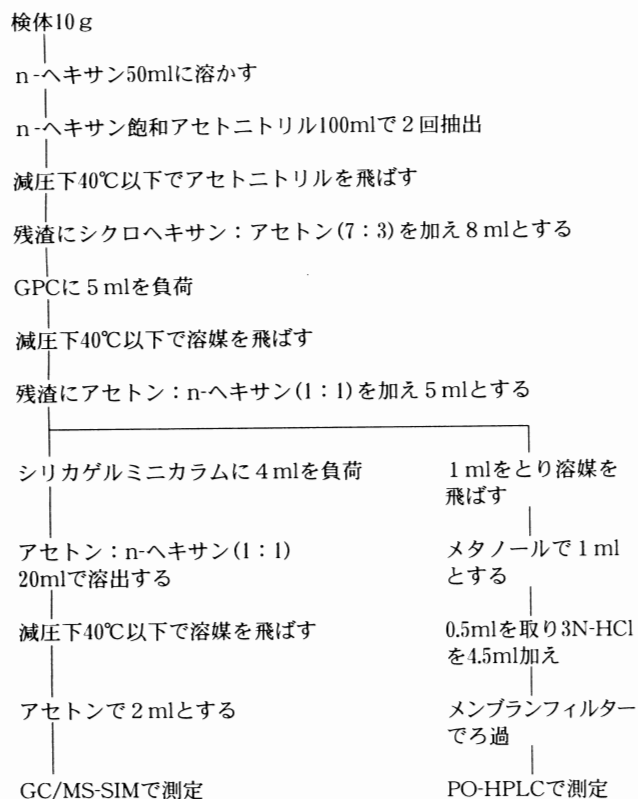 検体10g
n-ヘキサン50mlに溶かす
n-ヘキサン飽和アセトニトリル100mlで2回抽出
減圧下40℃以下でアセトニトリルを飛ばす
残渣にシクロヘキサン：アセトン(7：3)を加え8mlとする
GPCに5mlを負荷
減圧下40℃以下で溶媒を飛ばす
残渣にアセトン：n-ヘキサン(1：1)を加え5mlとする
シリカゲルミニカラムに4mlを負荷
アセトン：n-ヘキサン(1：1)
20mlで溶出する
減圧下40℃以下で溶媒を飛ばす
アセトンで2mlとする
GC/MS-SIMで測定
1mlをとり溶媒を
飛ばす
メタノールで1ml
とする
0.5mlを取り3N-HCl
を4.5ml加え
メンブランフィルター
でろ過
PO-HPLCで測定